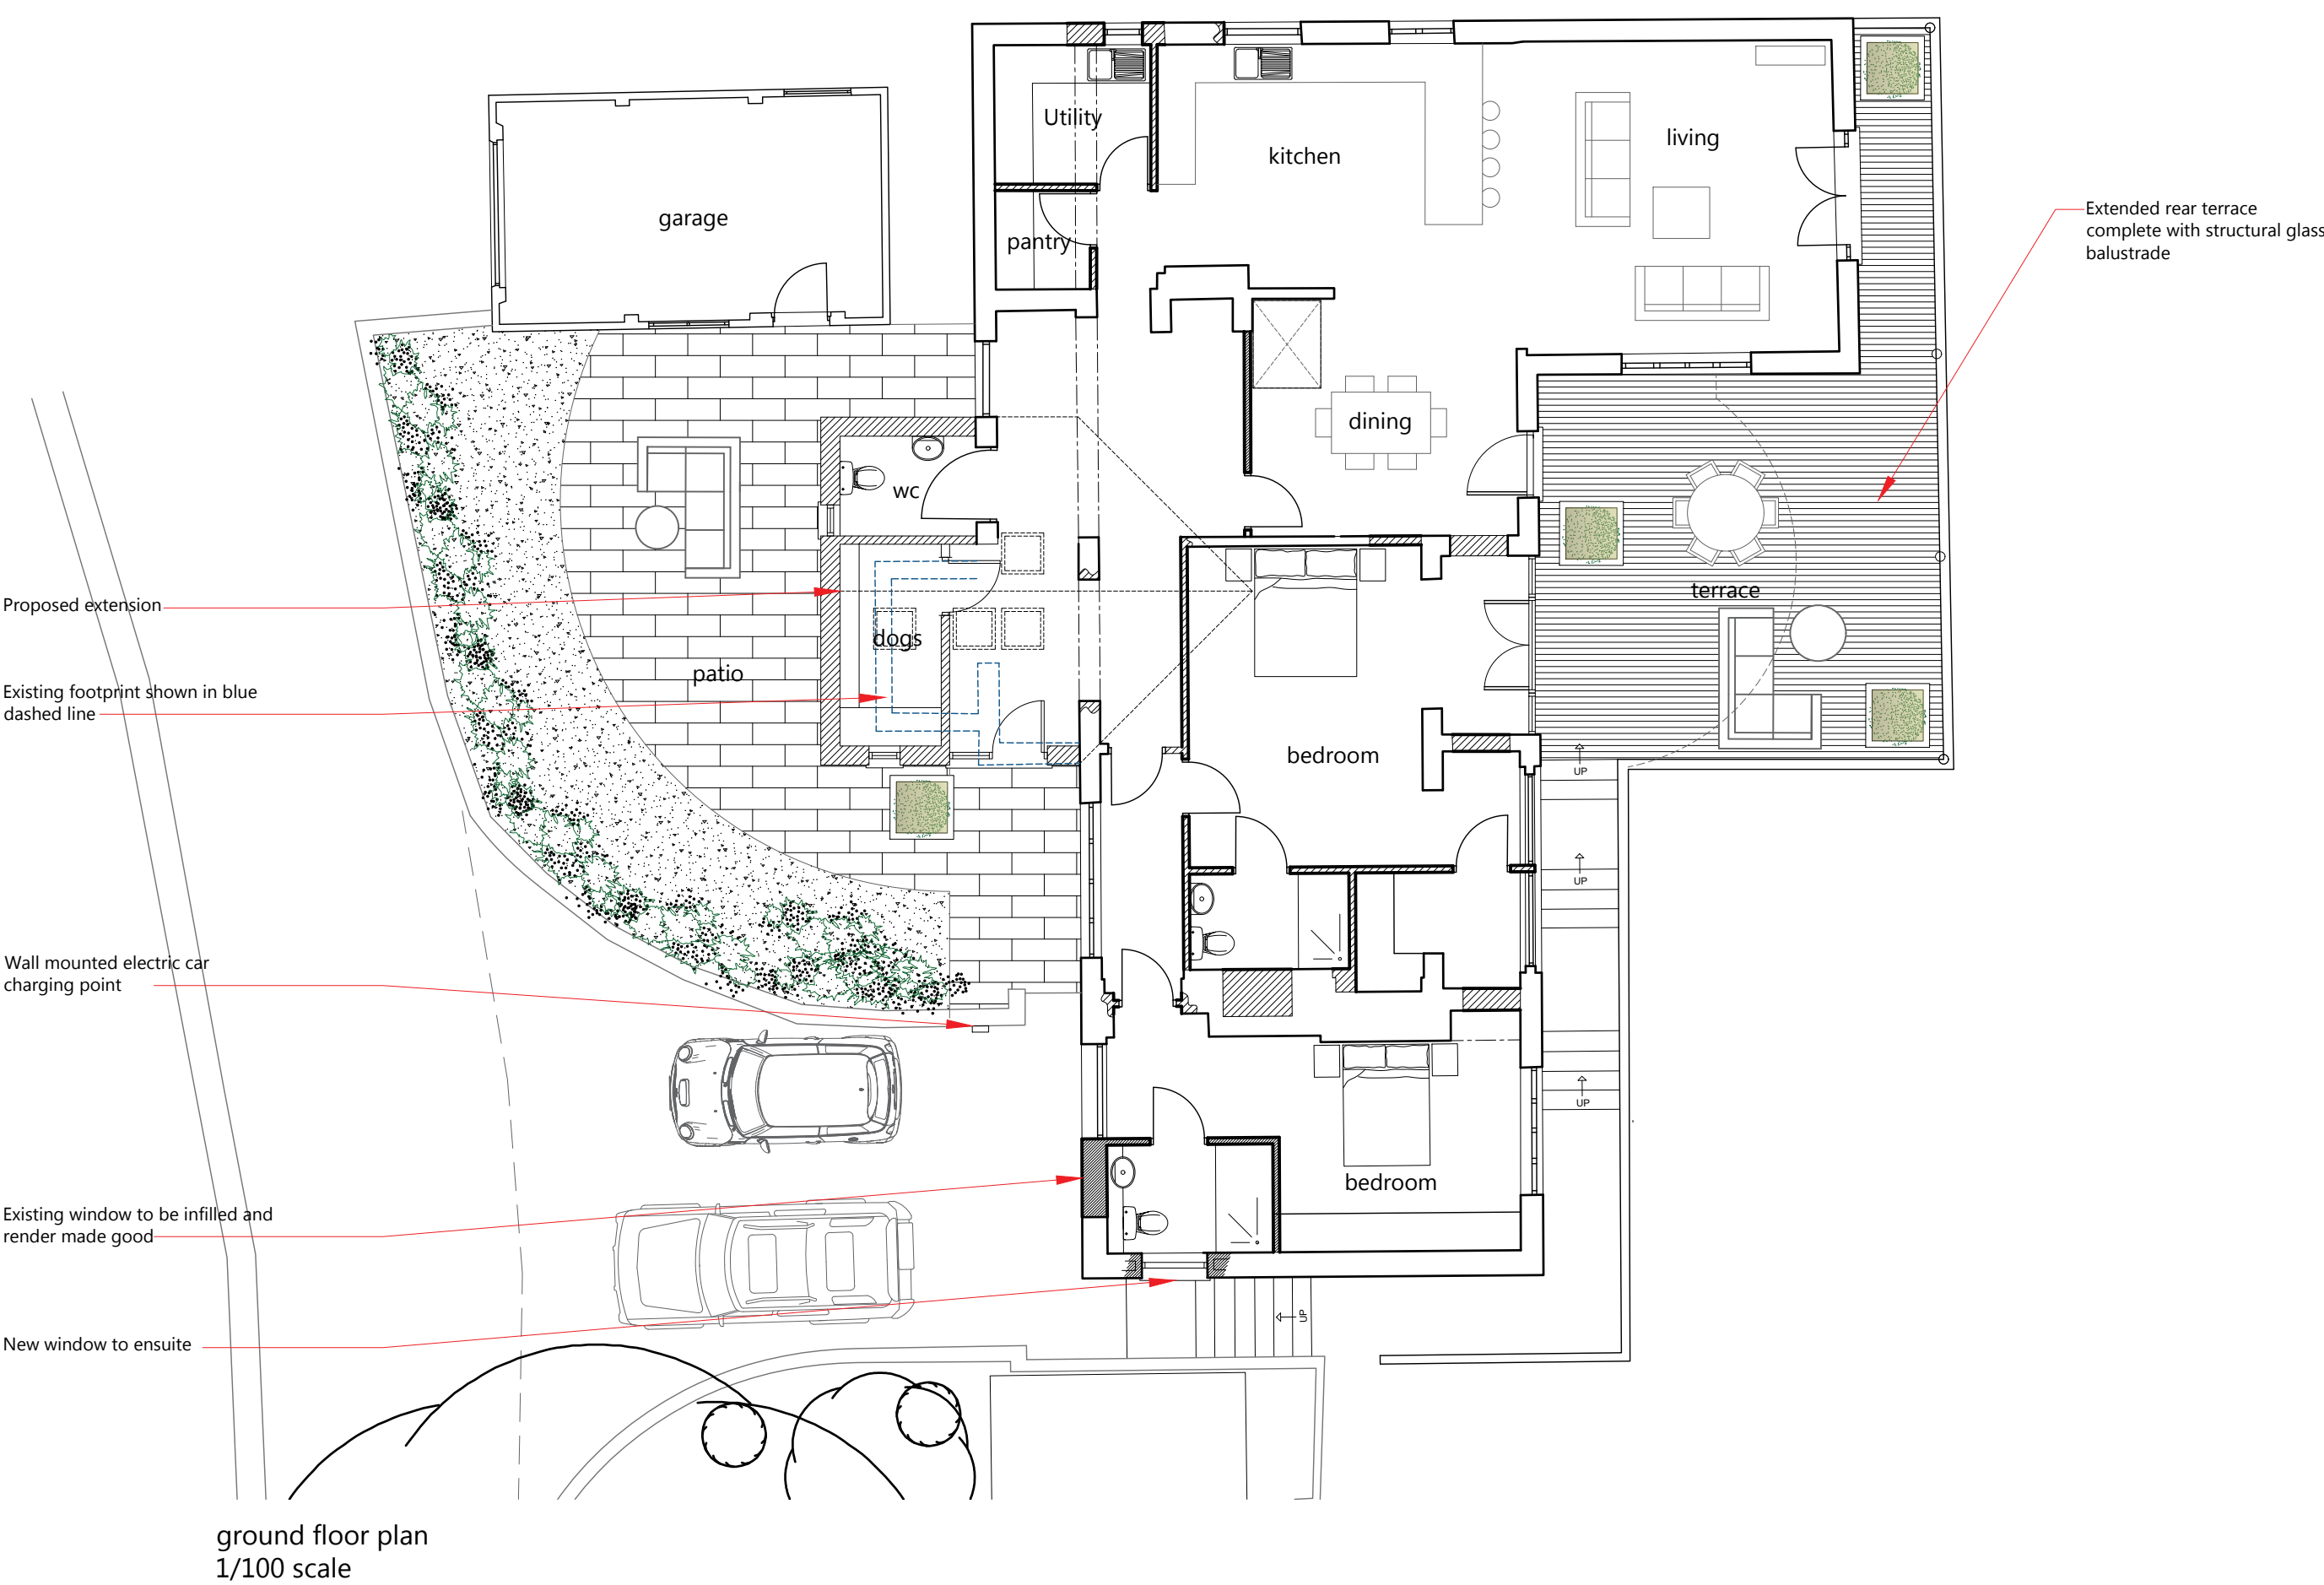 Utility
kitchen
living
garage
pantry
Extended rear terrace
complete with structural glass
balustrade
dining
wc
Proposed extension
terrace
dogs
patio
Existing footprint shown in blue
dashed line
bedroom
UP
UP
Wall mounted electric car
charging point
UP
bedroom
Existing window to be infilled and
render made good
UP
New window to ensuite
ground floor plan
1/100 scale